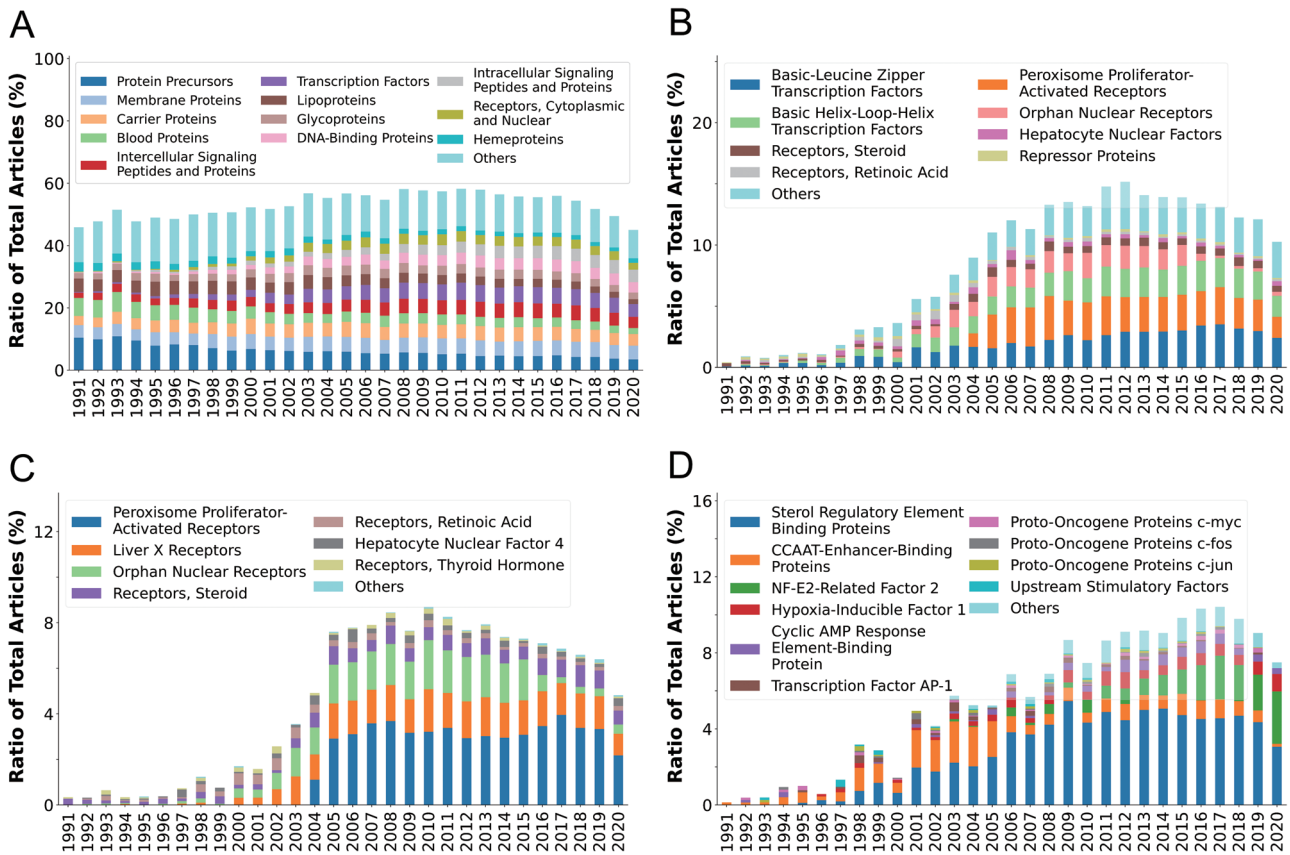 A
Ratio of Total Articles (%)
100
80
60
40
20
0
Protein Precursors
Membrane Proteins
Carrier Proteins
Blood Proteins
Intercellular Signaling
Peptides and Proteins
Transcription Factors
Lipoproteins
Glycoproteins
DNA-Binding Proteins
Intracellular Signaling
Peptides and Proteins
Receptors, Cytoplasmic
and Nuclear
Hemeproteins
Others
1991 1992 1993 1994 1995 1996 1997 1998 1999 2000 2001 2002 2003 2004 2005 2006 2007 2008 2009 2010 2011 2012 2013 2014 2015 2016 2017 2018 2019 2020
B
Ratio of Total Articles (%)
20
10
0
Basic-Leucine Zipper
Transcription Factors
Basic Helix-Loop-Helix
Transcription Factors
Receptors, Steroid
Receptors, Retinoic Acid
Others
Peroxisome Proliferator-
Activated Receptors
Orphan Nuclear Receptors
Hepatocyte Nuclear Factors
Repressor Proteins
1991 1992 1993 1994 1995 1996 1997 1998 1999 2000 2001 2002 2003 2004 2005 2006 2007 2008 2009 2010 2011 2012 2013 2014 2015 2016 2017 2018 2019 2020
C
Ratio of Total Articles (%)
12
8
4
0
Peroxisome Proliferator-
Activated Receptors
Liver X Receptors
Orphan Nuclear Receptors
Receptors, Steroid
Receptors, Retinoic Acid
Hepatocyte Nuclear Factor 4
Receptors, Thyroid Hormone
Others
1991 1992 1993 1994 1995 1996 1997 1998 1999 2000 2001 2002 2003 2004 2005 2006 2007 2008 2009 2010 2011 2012 2013 2014 2015 2016 2017 2018 2019 2020
D
Ratio of Total Articles (%)
16
12
8
4
0
Sterol Regulatory Element
Binding Proteins
CCAAT-Enhancer-Binding
Proteins
NF-E2-Related Factor 2
Hypoxia-Inducible Factor 1
Cyclic AMP Response
Element-Binding
Protein
Transcription Factor AP-1
Proto-Oncogene Proteins c-myc
Proto-Oncogene Proteins c-fos
Proto-Oncogene Proteins c-jun
Upstream Stimulatory Factors
Others
1991 1992 1993 1994 1995 1996 1997 1998 1999 2000 2001 2002 2003 2004 2005 2006 2007 2008 2009 2010 2011 2012 2013 2014 2015 2016 2017 2018 2019 2020